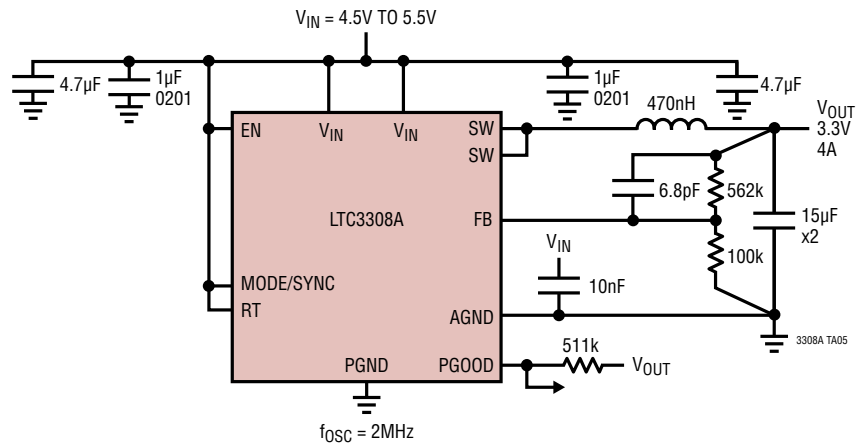 V_IN = 4.5V TO 5.5V
4.7µF
1µF
0201
1µF
0201
4.7µF
470nH
V_OUT
3.3V
4A
EN
V_IN
V_IN
SW
SW
6.8pF
562k
15µF
x2
LTC3308A
FB
V_IN
100k
10nF
MODE/SYNC
RT
AGND
3308A TA05
511k
PGND
PGOOD
V_OUT
f_OSC = 2MHz